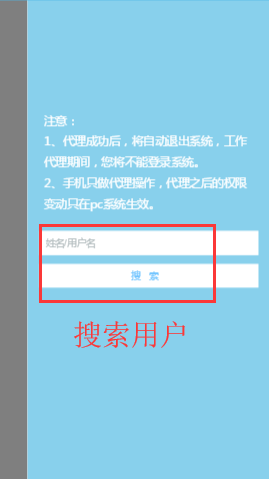 注意：
1、代理成功后，将自动退出系统，工作
代理期间，您将不能登录系统。
2、手机只做代理操作，代理之后的权限
变动只在pc系统生效。
姓名/用户名
搜 索
搜索用户